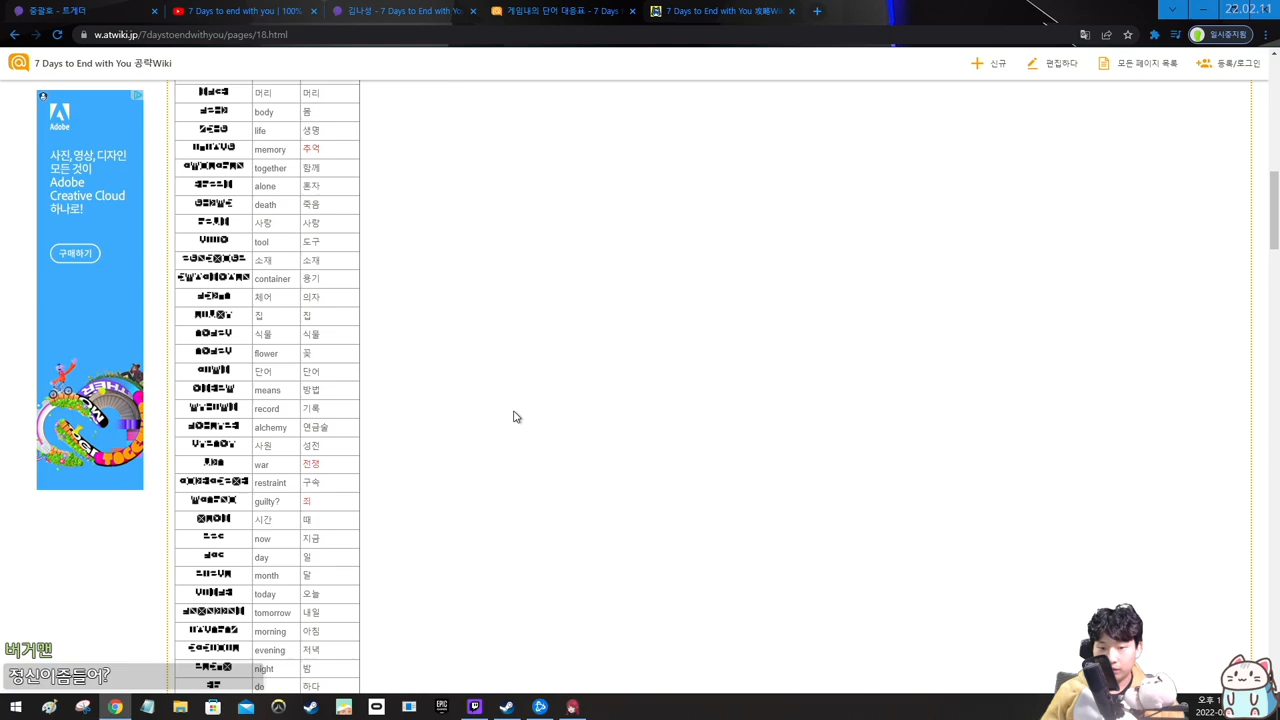 중광호 - 트게더
7 Days to end with you | 100%
김나성 - 7 Days to End with Yo
게임내의 단어 대응표 - 7 Days
7 Days to End with You 攻略Wi
22.02.11
w.atwiki.jp/7daystoendwithyou/pages/18.html
일시중지됨
7 Days to End with You 공략Wiki
신규
편집하다
모든 페이지 목록
등록/로그인
Adobe
사진, 영상, 디자인
모든 것이
Adobe
Creative Cloud
하나로!
구매하기
머리 머리
body 몸
life 생명
memory 추억
together 함께
alone 혼자
death 죽음
사랑 사랑
tool 도구
소재 소재
container 용기
체어 의자
집 집
식물 식물
flower 꽃
단어 단어
means 방법
record 기록
alchemy 연금술
사원 성전
war 전쟁
restraint 구속
guilty? 죄
시간 때
now 지금
day 일
month 달
today 오늘
tomorrow 내일
morning 아침
evening 저녁
night 밤
do 하다
버거맨
정신이좀들어?
EPIC